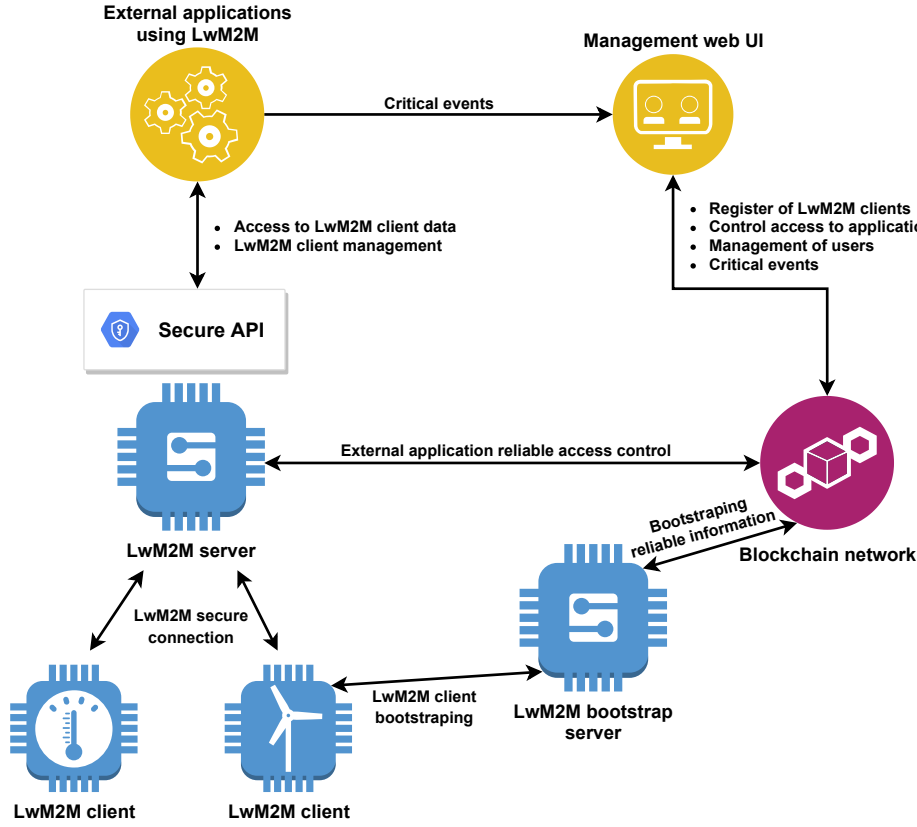 External applications
using LwM2M
Management web UI
Critical events
Access to LwM2M client data
LwM2M client management
Register of LwM2M clients
Control access to applicatio
Management of users
Critical events
Secure API
External application reliable access control
Bootstraping
reliable information
LwM2M server
Blockchain network
LwM2M secure
connection
LwM2M client
bootstraping
LwM2M bootstrap
server
LwM2M client
LwM2M client